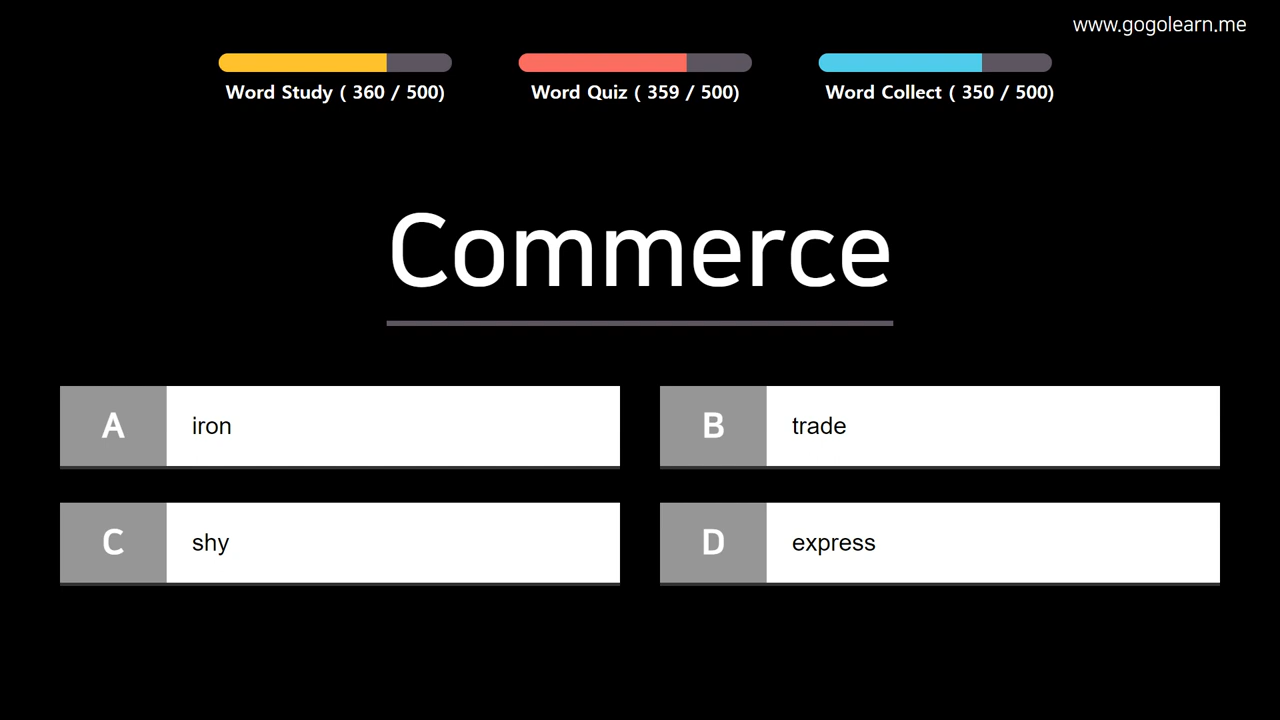 www.gogolearn.me
Word Study ( 360 / 500)
Word Quiz ( 359 / 500)
Word Collect ( 350 / 500)
Commerce
A iron
B trade
C shy
D express